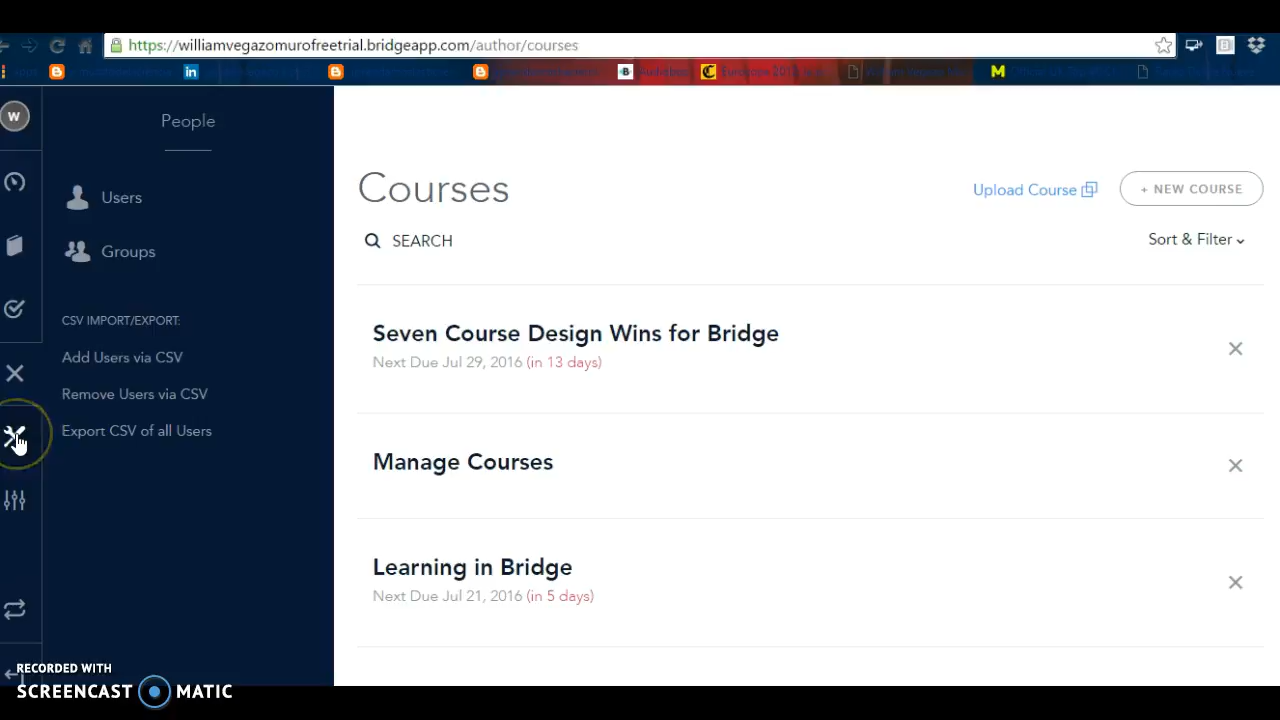 https://williamvegazomurofreetrial.bridgeapp.com/author/courses
W
People
Users
Groups
CSV IMPORT/EXPORT:
Add Users via CSV
Remove Users via CSV
Export CSV of all Users
Courses
Upload Course
+ NEW COURSE
SEARCH
Sort & Filter
Seven Course Design Wins for Bridge
Next Due Jul 29, 2016 (in 13 days)
Manage Courses
Learning in Bridge
Next Due Jul 21, 2016 (in 5 days)
RECORDED WITH
SCREENCAST MATIC